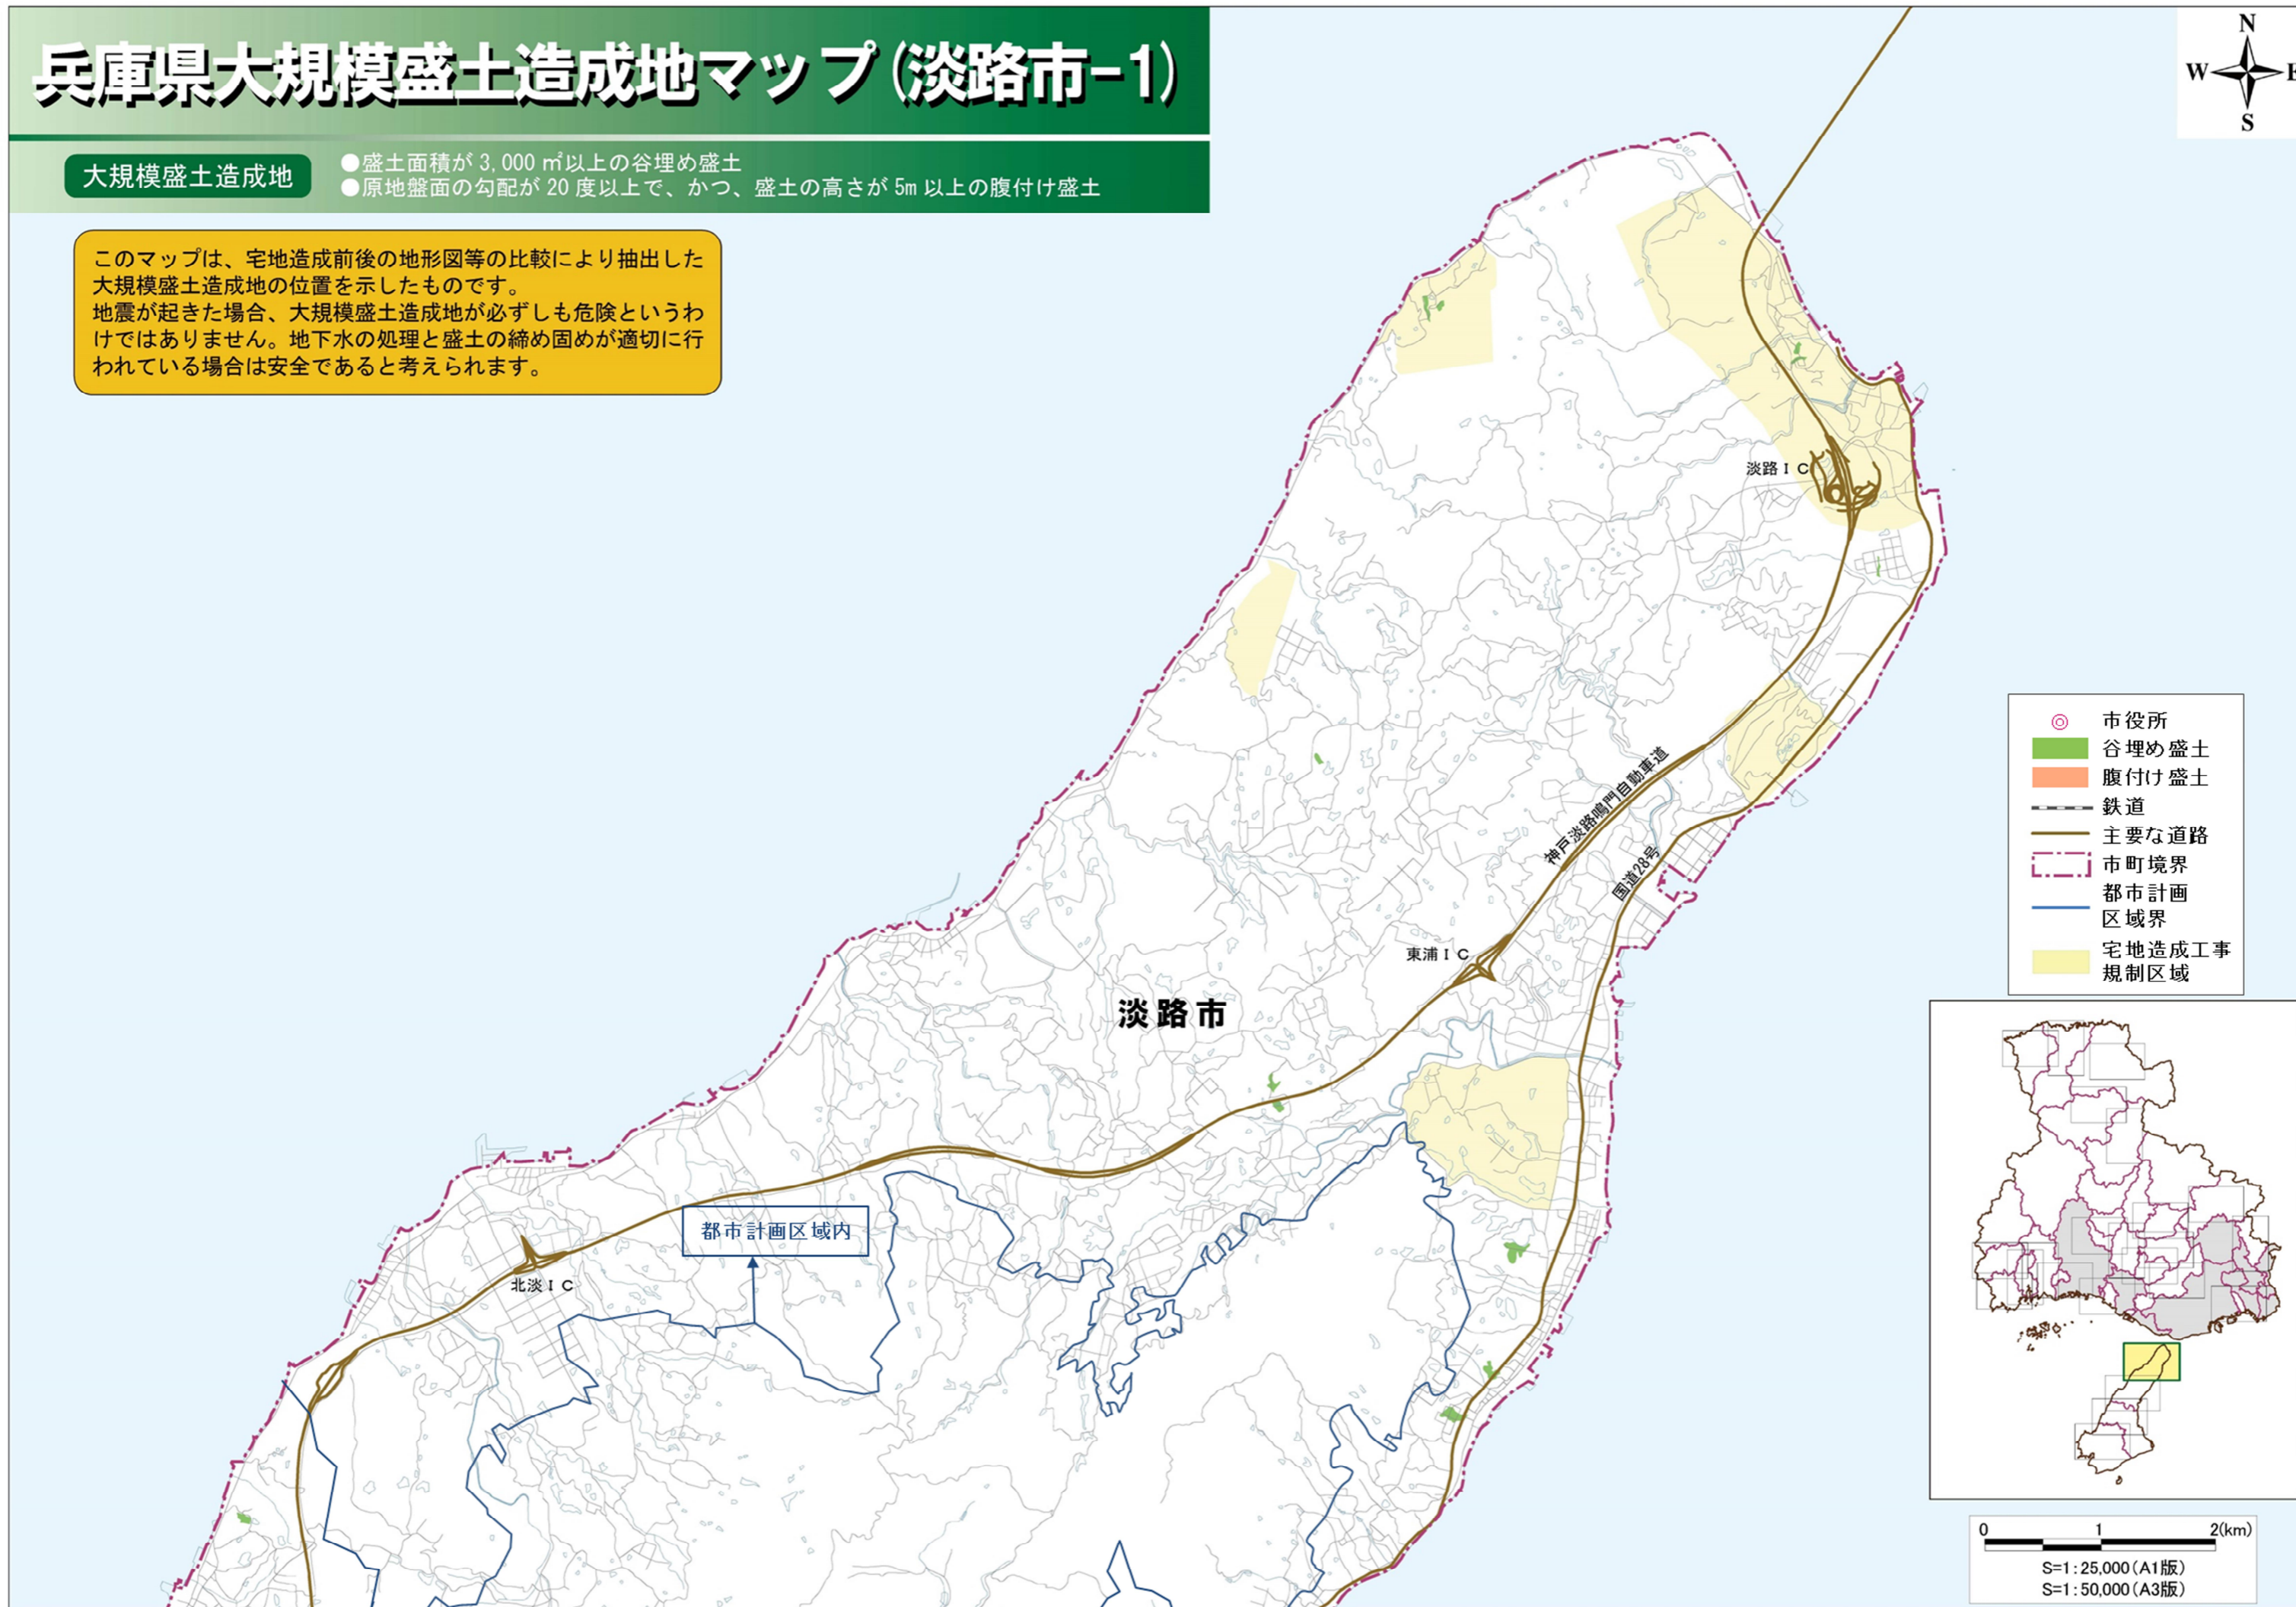 兵庫県大規模盛土造成地マップ(淡路市-1)
大規模盛土造成地
●盛土面積が 3,000 ㎡以上の谷埋め盛土
●原地盤面の勾配が 20 度以上で、かつ、盛土の高さが 5m 以上の腹付け盛土
このマップは、宅地造成前後の地形図等の比較により抽出した
大規模盛土造成地の位置を示したものです。
地震が起きた場合、大規模盛土造成地が必ずしも危険というわ
けではありません。地下水の処理と盛土の締め固めが適切に行
われている場合は安全であると考えられます。
N
W
E
S
淡路ＩＣ
神戸淡路鳴門自動車道
国道28号
東浦ＩＣ
淡路市
都市計画区域内
北淡ＩＣ
市役所
谷埋め盛土
腹付け盛土
鉄道
主要な道路
市町境界
都市計画
区域界
宅地造成工事
規制区域
0 1 2(km)
S=1:25,000(A1版)
S=1:50,000(A3版)